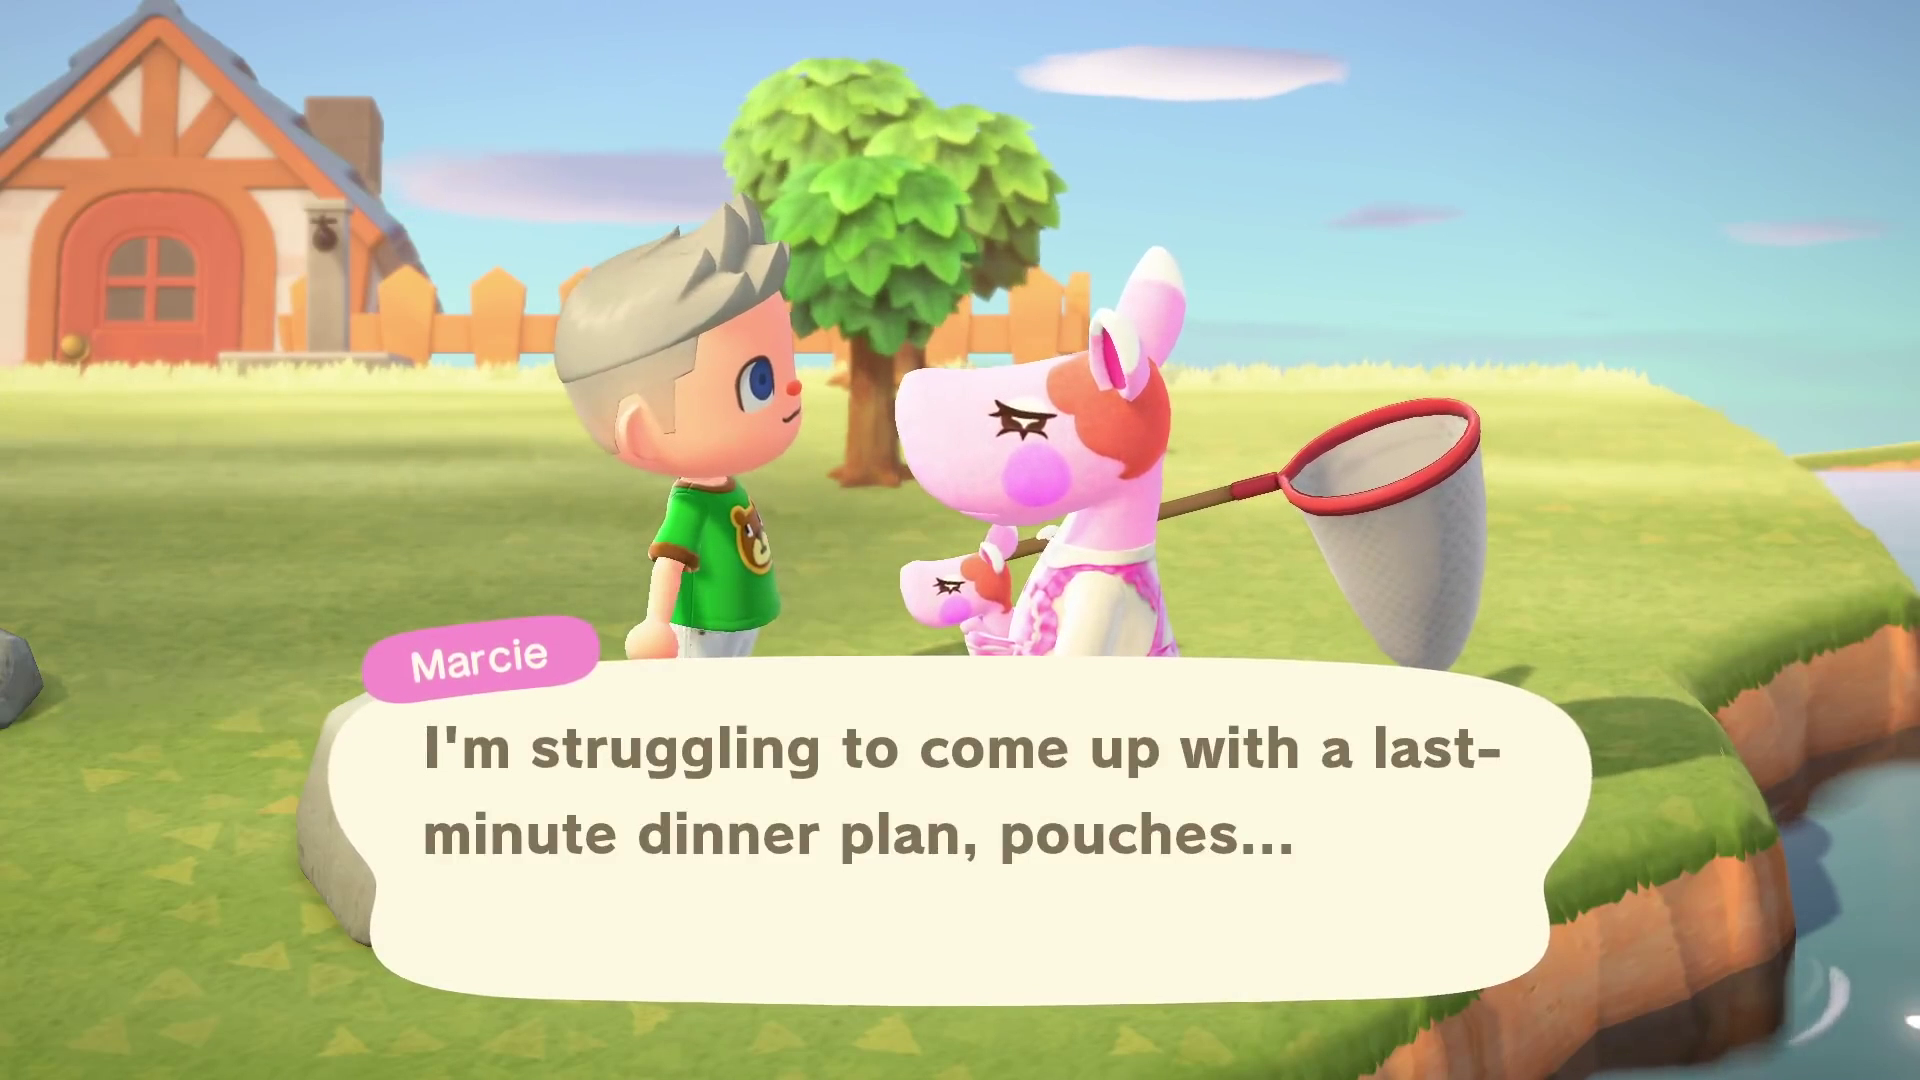 Marcie
I'm struggling to come up with a last-
minute dinner plan, pouches...